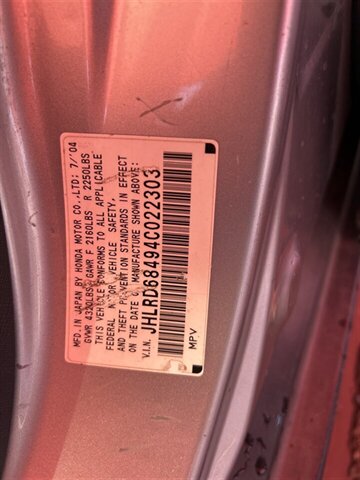 MFD.IN JAPAN BY HONDA MOTOR CO.,LTD: 7/'04
GVWR 4320LBS GAWR F 2160LBS R 2250LBS
THIS VEHICLE CONFORMS TO ALL APPLICABLE
FEDERAL MOTOR VEHICLE SAFETY,
AND THEFT PREVENTION STANDARDS IN EFFECT
ON THE DATE OF MANUFACTURE SHOWN ABOVE:
V.I.N. JHLRD68494C022303
MPV